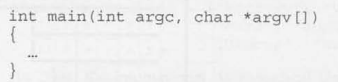 int main(int argc, char *argv[])
{
…
}